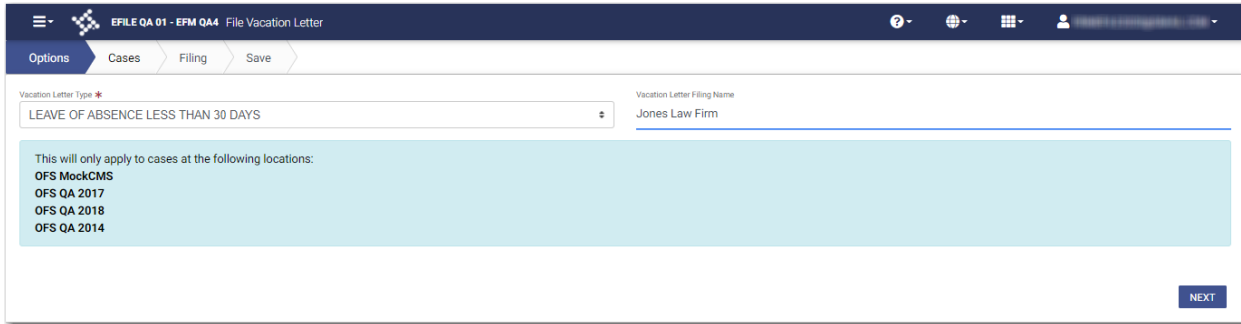 EFILE QA 01 - EFM QA4 File Vacation Letter
Options Cases Filing Save
Vacation Letter Type * Vacation Letter Filing Name
LEAVE OF ABSENCE LESS THAN 30 DAYS Jones Law Firm
This will only apply to cases at the following locations:
OFS MockCMS
OFS QA 2017
OFS QA 2018
OFS QA 2014
NEXT